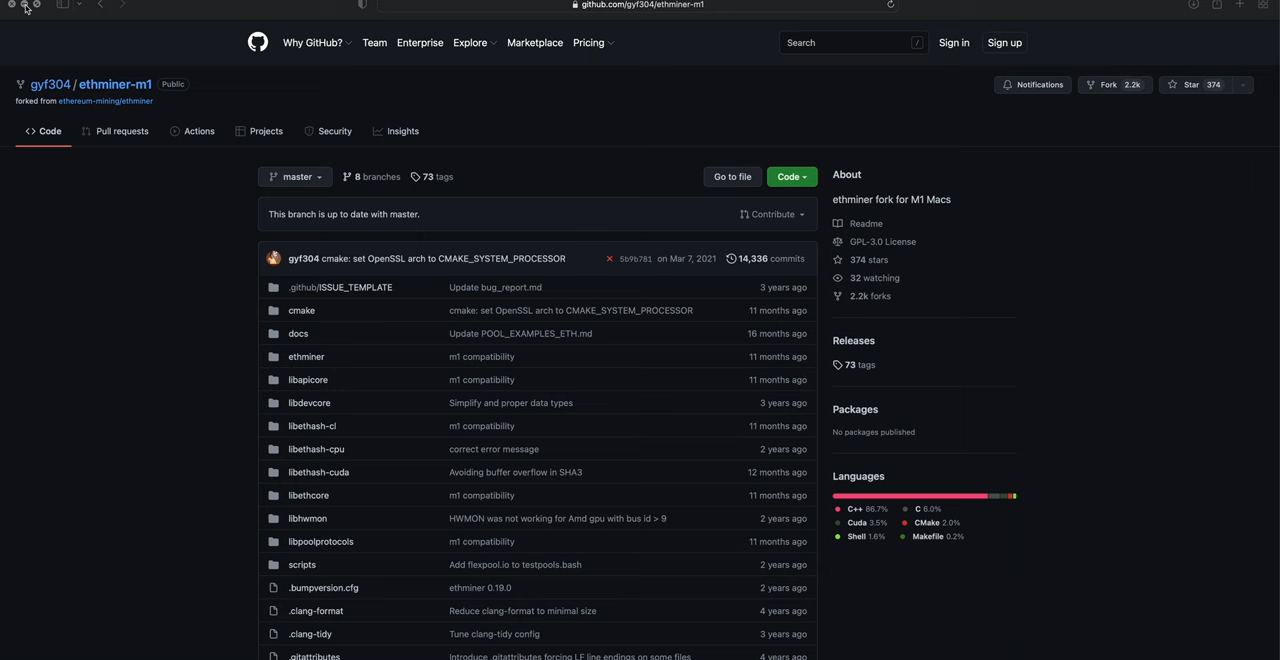 github.com/gyf304/ethminer-m1
Why GitHub? Team Enterprise Explore Marketplace Pricing Search / Sign in Sign up
gyf304 / ethminer-m1 Public
forked from ethereum-mining/ethminer
Notifications Fork 2.2k Star 374
Code Pull requests Actions Projects Security Insights
master 8 branches 73 tags Go to file Code
This branch is up to date with master. Contribute
gyf304 cmake: set OpenSSL arch to CMAKE_SYSTEM_PROCESSOR 5b9b781 on Mar 7, 2021 14,336 commits
.github/ISSUE_TEMPLATE Update bug_report.md 3 years ago
cmake cmake: set OpenSSL arch to CMAKE_SYSTEM_PROCESSOR 11 months ago
docs Update POOL_EXAMPLES_ETH.md 16 months ago
ethminer m1 compatibility 11 months ago
libapicore m1 compatibility 11 months ago
libdevcore Simplify and proper data types 3 years ago
libethash-cl m1 compatibility 11 months ago
libethash-cpu correct error message 2 years ago
libethash-cuda Avoiding buffer overflow in SHA3 12 months ago
libethcore m1 compatibility 11 months ago
libhwmon HWMON was not working for Amd gpu with bus id > 9 2 years ago
libpoolprotocols m1 compatibility 11 months ago
scripts Add flexpool.io to testpools.bash 2 years ago
.bumpversion.cfg ethminer 0.19.0 2 years ago
.clang-format Reduce clang-format to minimal size 4 years ago
.clang-tidy Tune clang-tidy config 3 years ago
.gitattributes Introduce .gitattributes forcing LF line endings on some files 4 years ago
About
ethminer fork for M1 Macs
Readme
GPL-3.0 License
374 stars
32 watching
2.2k forks
Releases
73 tags
Packages
No packages published
Languages
C++ 86.7% C 6.0%
Cuda 3.5% CMake 2.0%
Shell 1.6% Makefile 0.2%